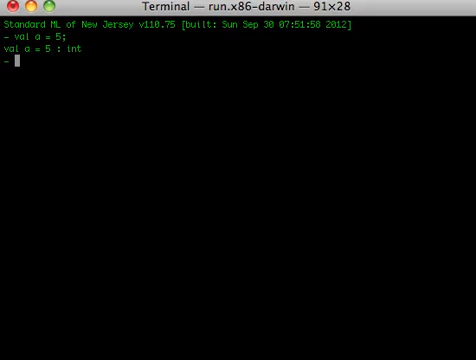 Terminal — run.x86-darwin — 91×28
Standard ML of New Jersey v110.75 [built: Sun Sep 30 07:51:58 2012]
- val a = 5;
val a = 5 : int
-